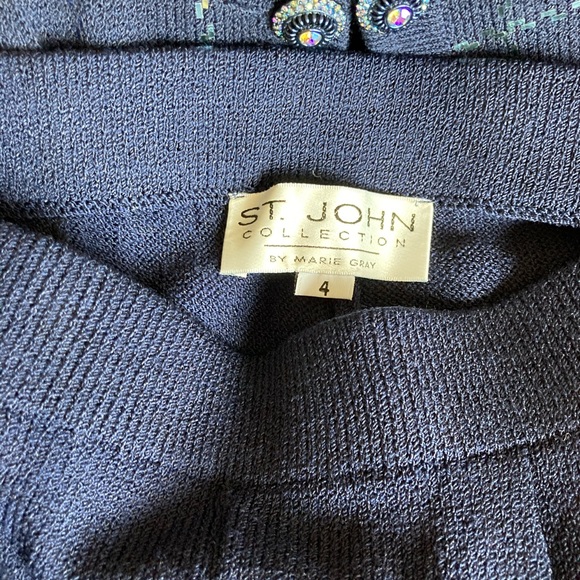 ST. JOHN
COLLECTION
BY MARIE GRAY
4